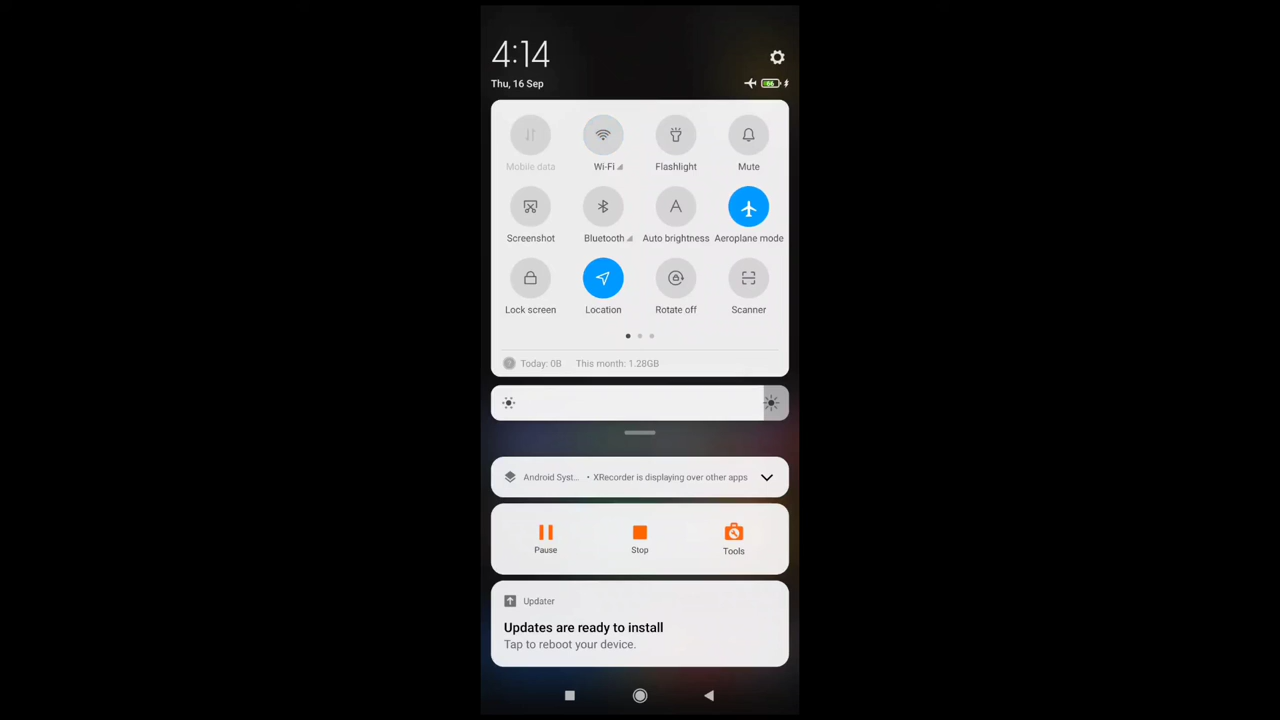 4:14
Thu, 16 Sep
66
Mobile data
Wi-Fi
Flashlight
Mute
Screenshot
Bluetooth
Auto brightness
Aeroplane mode
Lock screen
Location
Rotate off
Scanner
Today: 0B This month: 1.28GB
Android Syst... • XRecorder is displaying over other apps
Pause
Stop
Tools
Updater
Updates are ready to install
Tap to reboot your device.